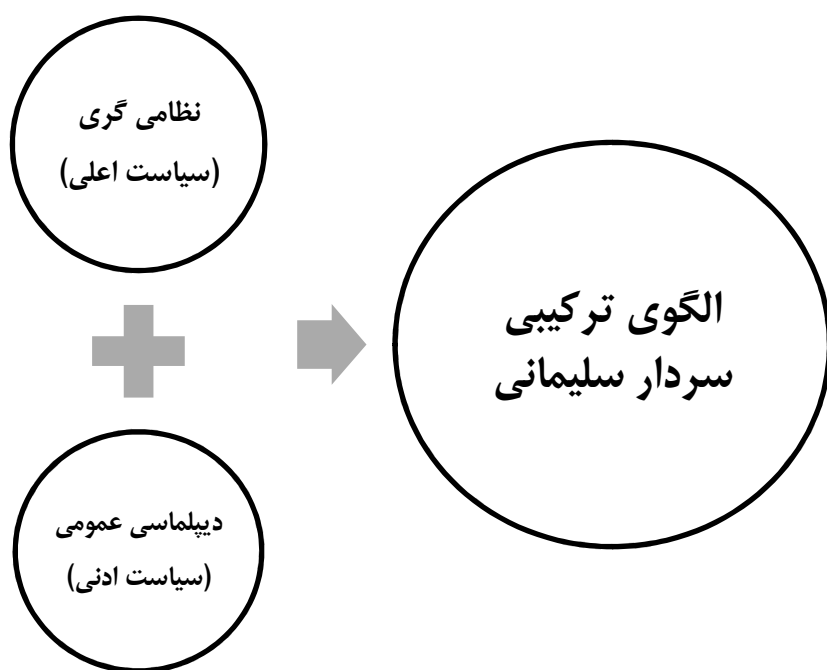 نظامی گری
(سیاست اعلی)
الگوی ترکیبی
سردار سلیمانی
دیپلماسی عمومی
(سیاست ادنی)